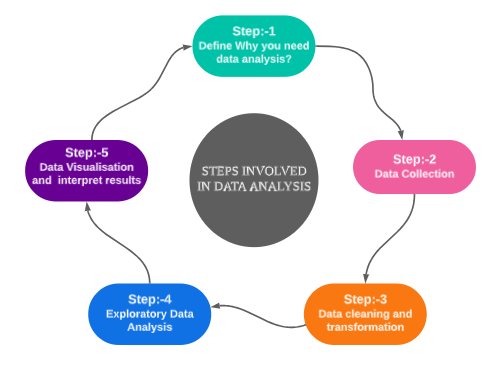 Step:-1
Define Why you need
data analysis?
Step:-2
Data Collection
Step:-3
Data cleaning and
transformation
Step:-4
Exploratory Data
Analysis
Step:-5
Data Visualisation
and interpret results
STEPS INVOLVED
IN DATA ANALYSIS